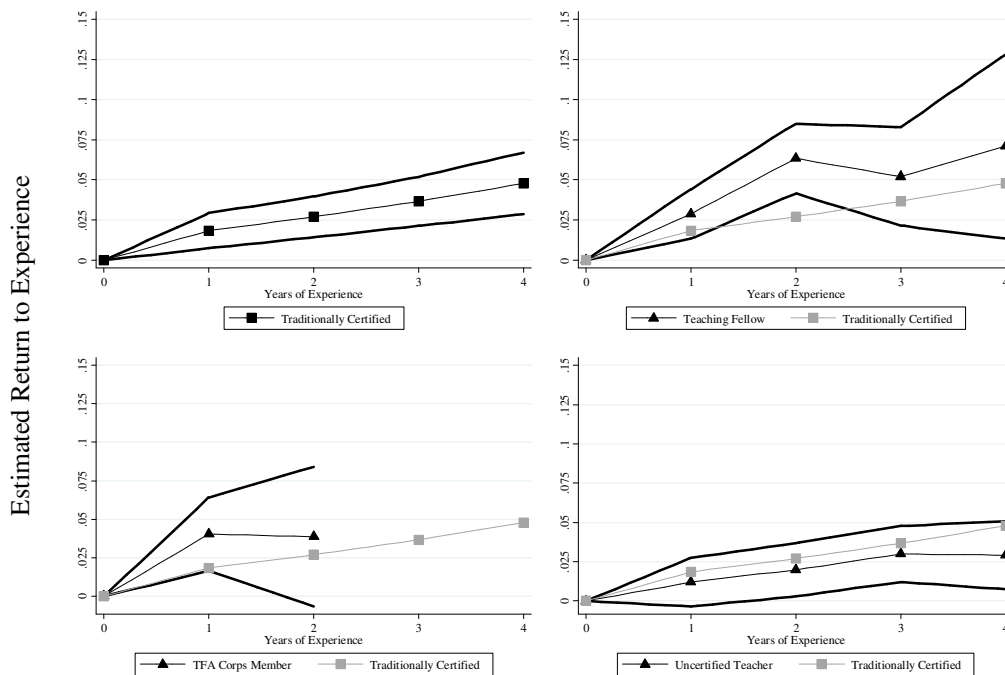 Estimated Return to Experience
.15
.125
.1
.075
.05
.025
0
0 1 2 3 4
Years of Experience
Traditionally Certified
.15
.125
.1
.075
.05
.025
0
0 1 2 3 4
Years of Experience
Teaching Fellow Traditionally Certified
.15
.125
.1
.075
.05
.025
0
0 1 2 3 4
Years of Experience
TFA Corps Member Traditionally Certified
.15
.125
.1
.075
.05
.025
0
0 1 2 3 4
Years of Experience
Uncertified Teacher Traditionally Certified